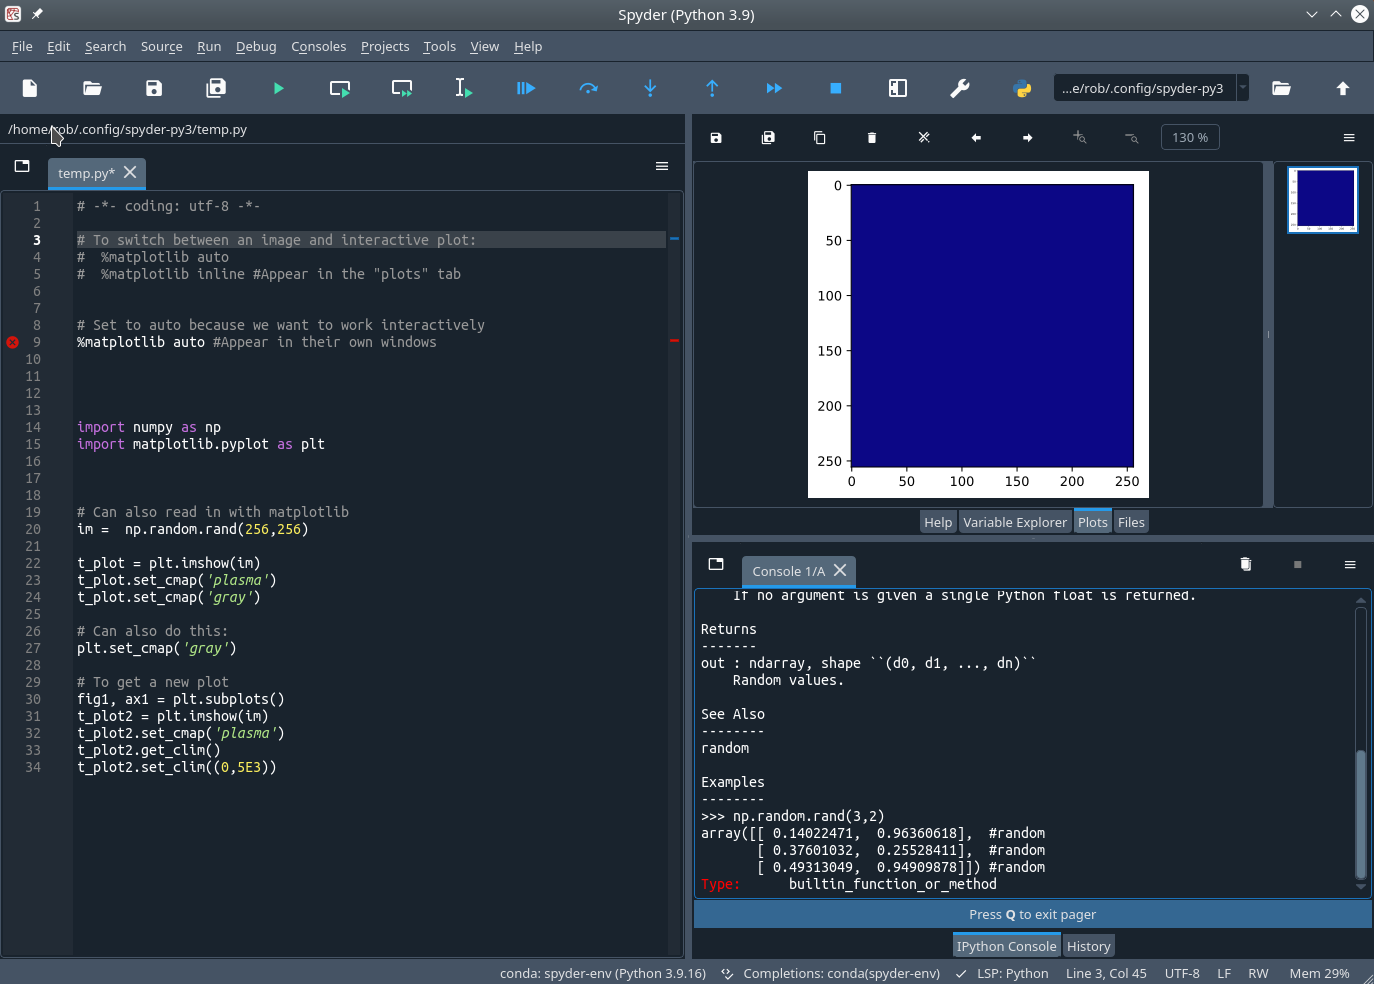 Spyder (Python 3.9)
File Edit Search Source Run Debug Consoles Projects Tools View Help
...e/rob/.config/spyder-py3
/home/rob/.config/spyder-py3/temp.py
temp.py*
1 # -*- coding: utf-8 -*-
2
3 # To switch between an image and interactive plot:
4 #  %matplotlib auto
5 #  %matplotlib inline #Appear in the "plots" tab
6
7
8 # Set to auto because we want to work interactively
9 %matplotlib auto #Appear in their own windows
10
11
12
13
14 import numpy as np
15 import matplotlib.pyplot as plt
16
17
18
19 # Can also read in with matplotlib
20 im =  np.random.rand(256,256)
21
22 t_plot = plt.imshow(im)
23 t_plot.set_cmap('plasma')
24 t_plot.set_cmap('gray')
25
26 # Can also do this:
27 plt.set_cmap('gray')
28
29 # To get a new plot
30 fig1, ax1 = plt.subplots()
31 t_plot2 = plt.imshow(im)
32 t_plot2.set_cmap('plasma')
33 t_plot2.get_clim()
34 t_plot2.set_clim((0,5E3))
130 %
0
50
100
150
200
250
0 50 100 150 200 250
Help Variable Explorer Plots Files
Console 1/A
If no argument is given a single Python float is returned.
Returns
-------
out : ndarray, shape ``(d0, d1, ..., dn)``
Random values.
See Also
--------
random
Examples
--------
>>> np.random.rand(3,2)
array([[ 0.14022471,  0.96360618],  #random
[ 0.37601032,  0.25528411],  #random
[ 0.49313049,  0.94909878]]) #random
Type:      builtin_function_or_method
Press Q to exit pager
IPython Console History
conda: spyder-env (Python 3.9.16) Completions: conda(spyder-env) LSP: Python Line 3, Col 45 UTF-8 LF RW Mem 29%